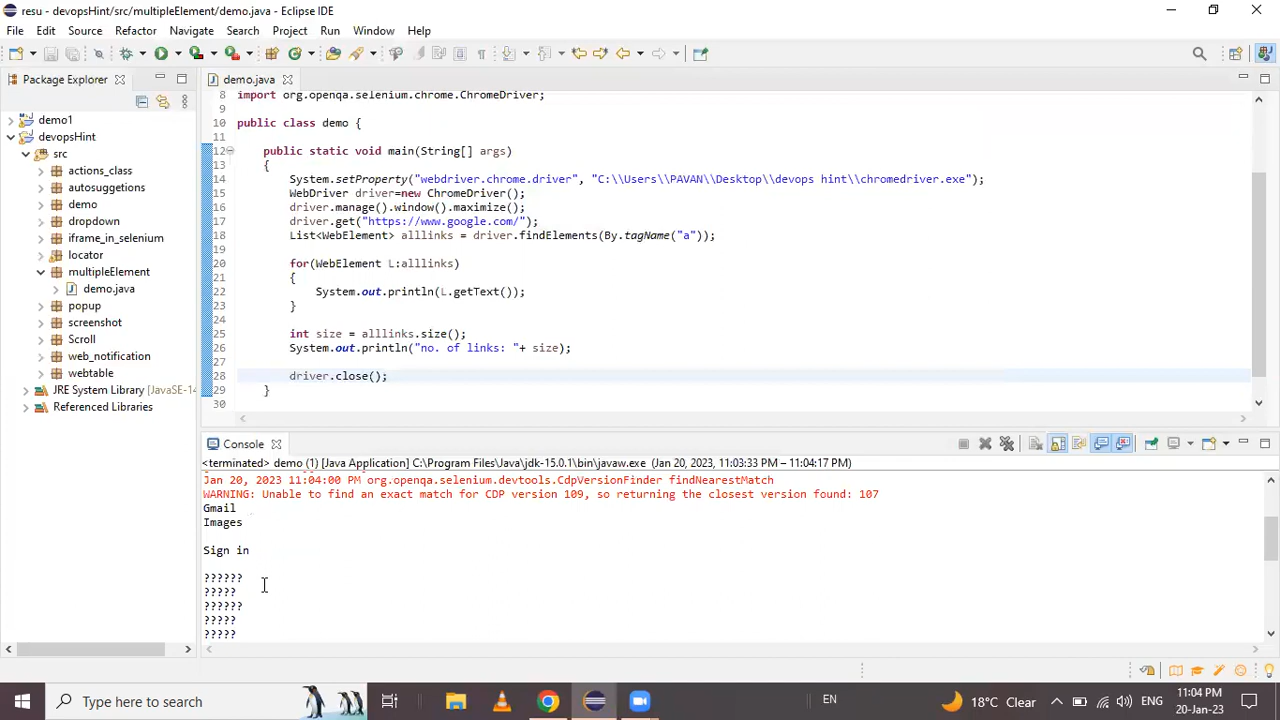 resu - devopsHint/src/multipleElement/demo.java - Eclipse IDE
File Edit Source Refactor Navigate Search Project Run Window Help
Package Explorer
demo.java
demo1
devopsHint
src
actions_class
autosuggetions
demo
dropdown
iframe_in_selenium
locator
multipleElement
demo.java
popup
screenshot
Scroll
web_notification
webtable
JRE System Library [JavaSE-14
Referenced Libraries
8 import org.openqa.selenium.chrome.ChromeDriver;
9
10 public class demo {
11
12 public static void main(String[] args)
13 {
14 System.setProperty("webdriver.chrome.driver", "C:\\Users\\PAVAN\\Desktop\\devops hint\\chromedriver.exe");
15 WebDriver driver=new ChromeDriver();
16 driver.manage().window().maximize();
17 driver.get("https://www.google.com/");
18 List<WebElement> alllinks = driver.findElements(By.tagName("a"));
19
20 for(WebElement L:alllinks)
21 {
22 System.out.println(L.getText());
23 }
24
25 int size = alllinks.size();
26 System.out.println("no. of links: "+ size);
27
28 driver.close();
29 }
30
Console
<terminated> demo (1) [Java Application] C:\Program Files\Java\jdk-15.0.1\bin\javaw.exe (Jan 20, 2023, 11:03:33 PM – 11:04:17 PM)
Jan 20, 2023 11:04:00 PM org.openqa.selenium.devtools.CdpVersionFinder findNearestMatch
WARNING: Unable to find an exact match for CDP version 109, so returning the closest version found: 107
Gmail
Images
Sign in
??????
?????
??????
?????
?????
Type here to search
EN
18°C Clear
ENG
11:04 PM
20-Jan-23